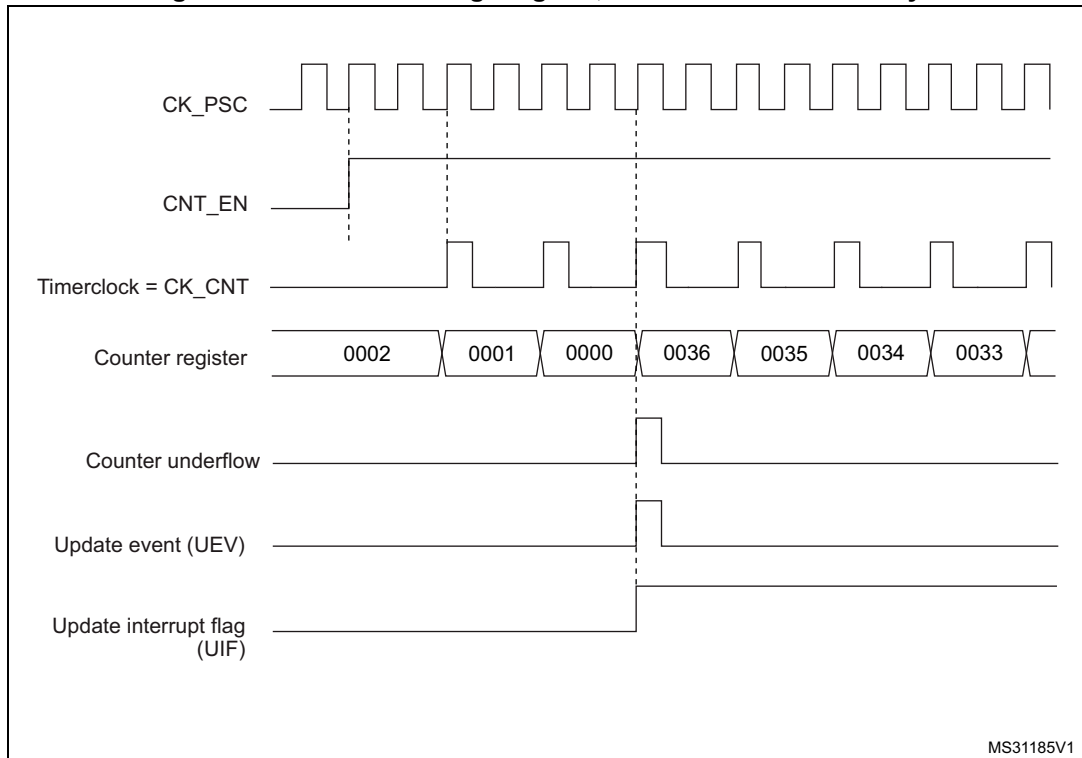 CK_PSC
CNT_EN
Timerclock = CK_CNT
Counter register
0002 0001 0000 0036 0035 0034 0033
Counter underflow
Update event (UEV)
Update interrupt flag
(UIF)
MS31185V1